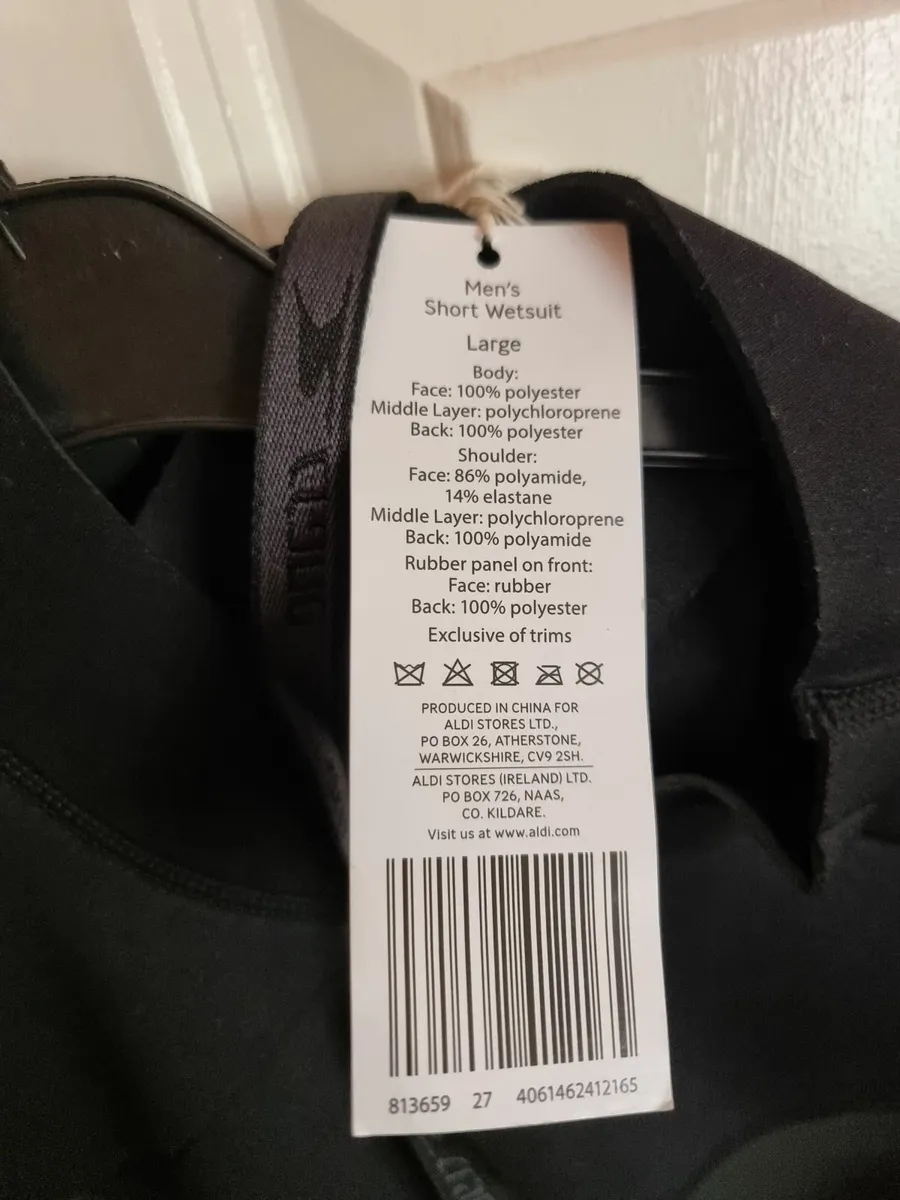 Men's
Short Wetsuit
Large
Body:
Face: 100% polyester
Middle Layer: polychloroprene
Back: 100% polyester
Shoulder:
Face: 86% polyamide,
14% elastane
Middle Layer: polychloroprene
Back: 100% polyamide
Rubber panel on front:
Face: rubber
Back: 100% polyester
Exclusive of trims
PRODUCED IN CHINA FOR
ALDI STORES LTD.,
PO BOX 26, ATHERSTONE,
WARWICKSHIRE, CV9 2SH.
ALDI STORES (IRELAND) LTD.
PO BOX 726, NAAS,
CO. KILDARE.
Visit us at www.aldi.com
813659 27 4061462412165